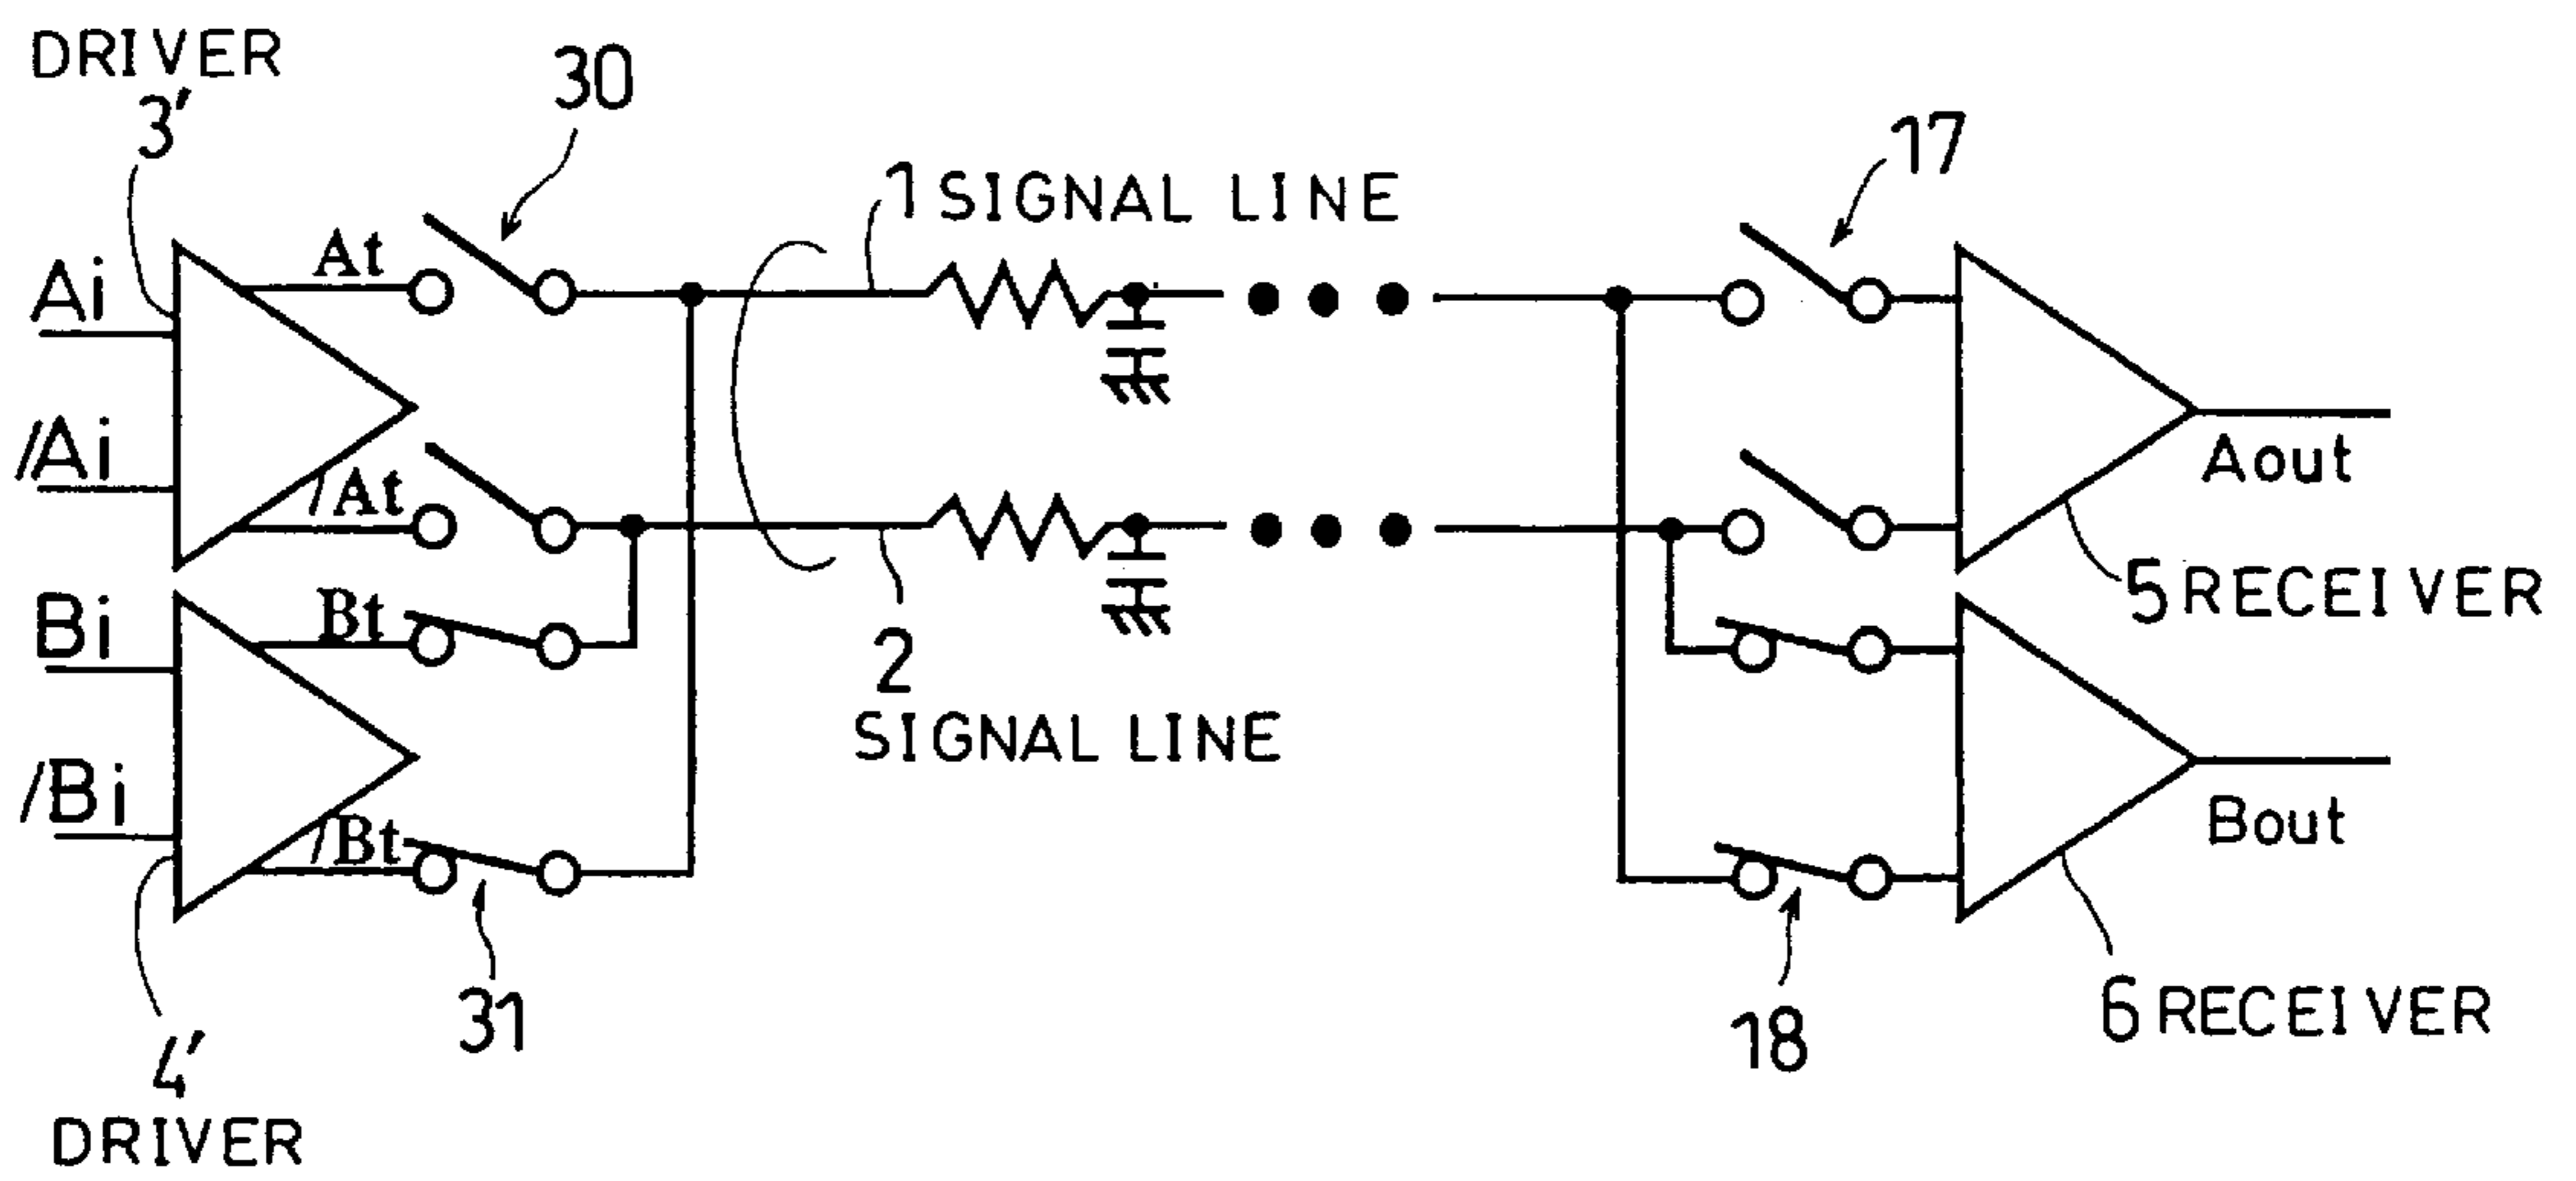 DRIVER
3'
30
17
1 SIGNAL LINE
Ai
At
/Ai
/At
Aout
5 RECEIVER
Bi
Bt
2
SIGNAL LINE
/Bi
/Bt
Bout
31
18
6 RECEIVER
4'
DRIVER